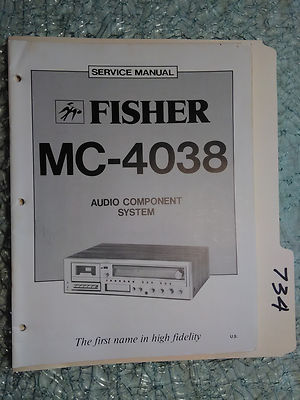 SERVICE MANUAL
FISHER
MC-4038
AUDIO COMPONENT
SYSTEM
The first name in high fidelity
U.S.
734